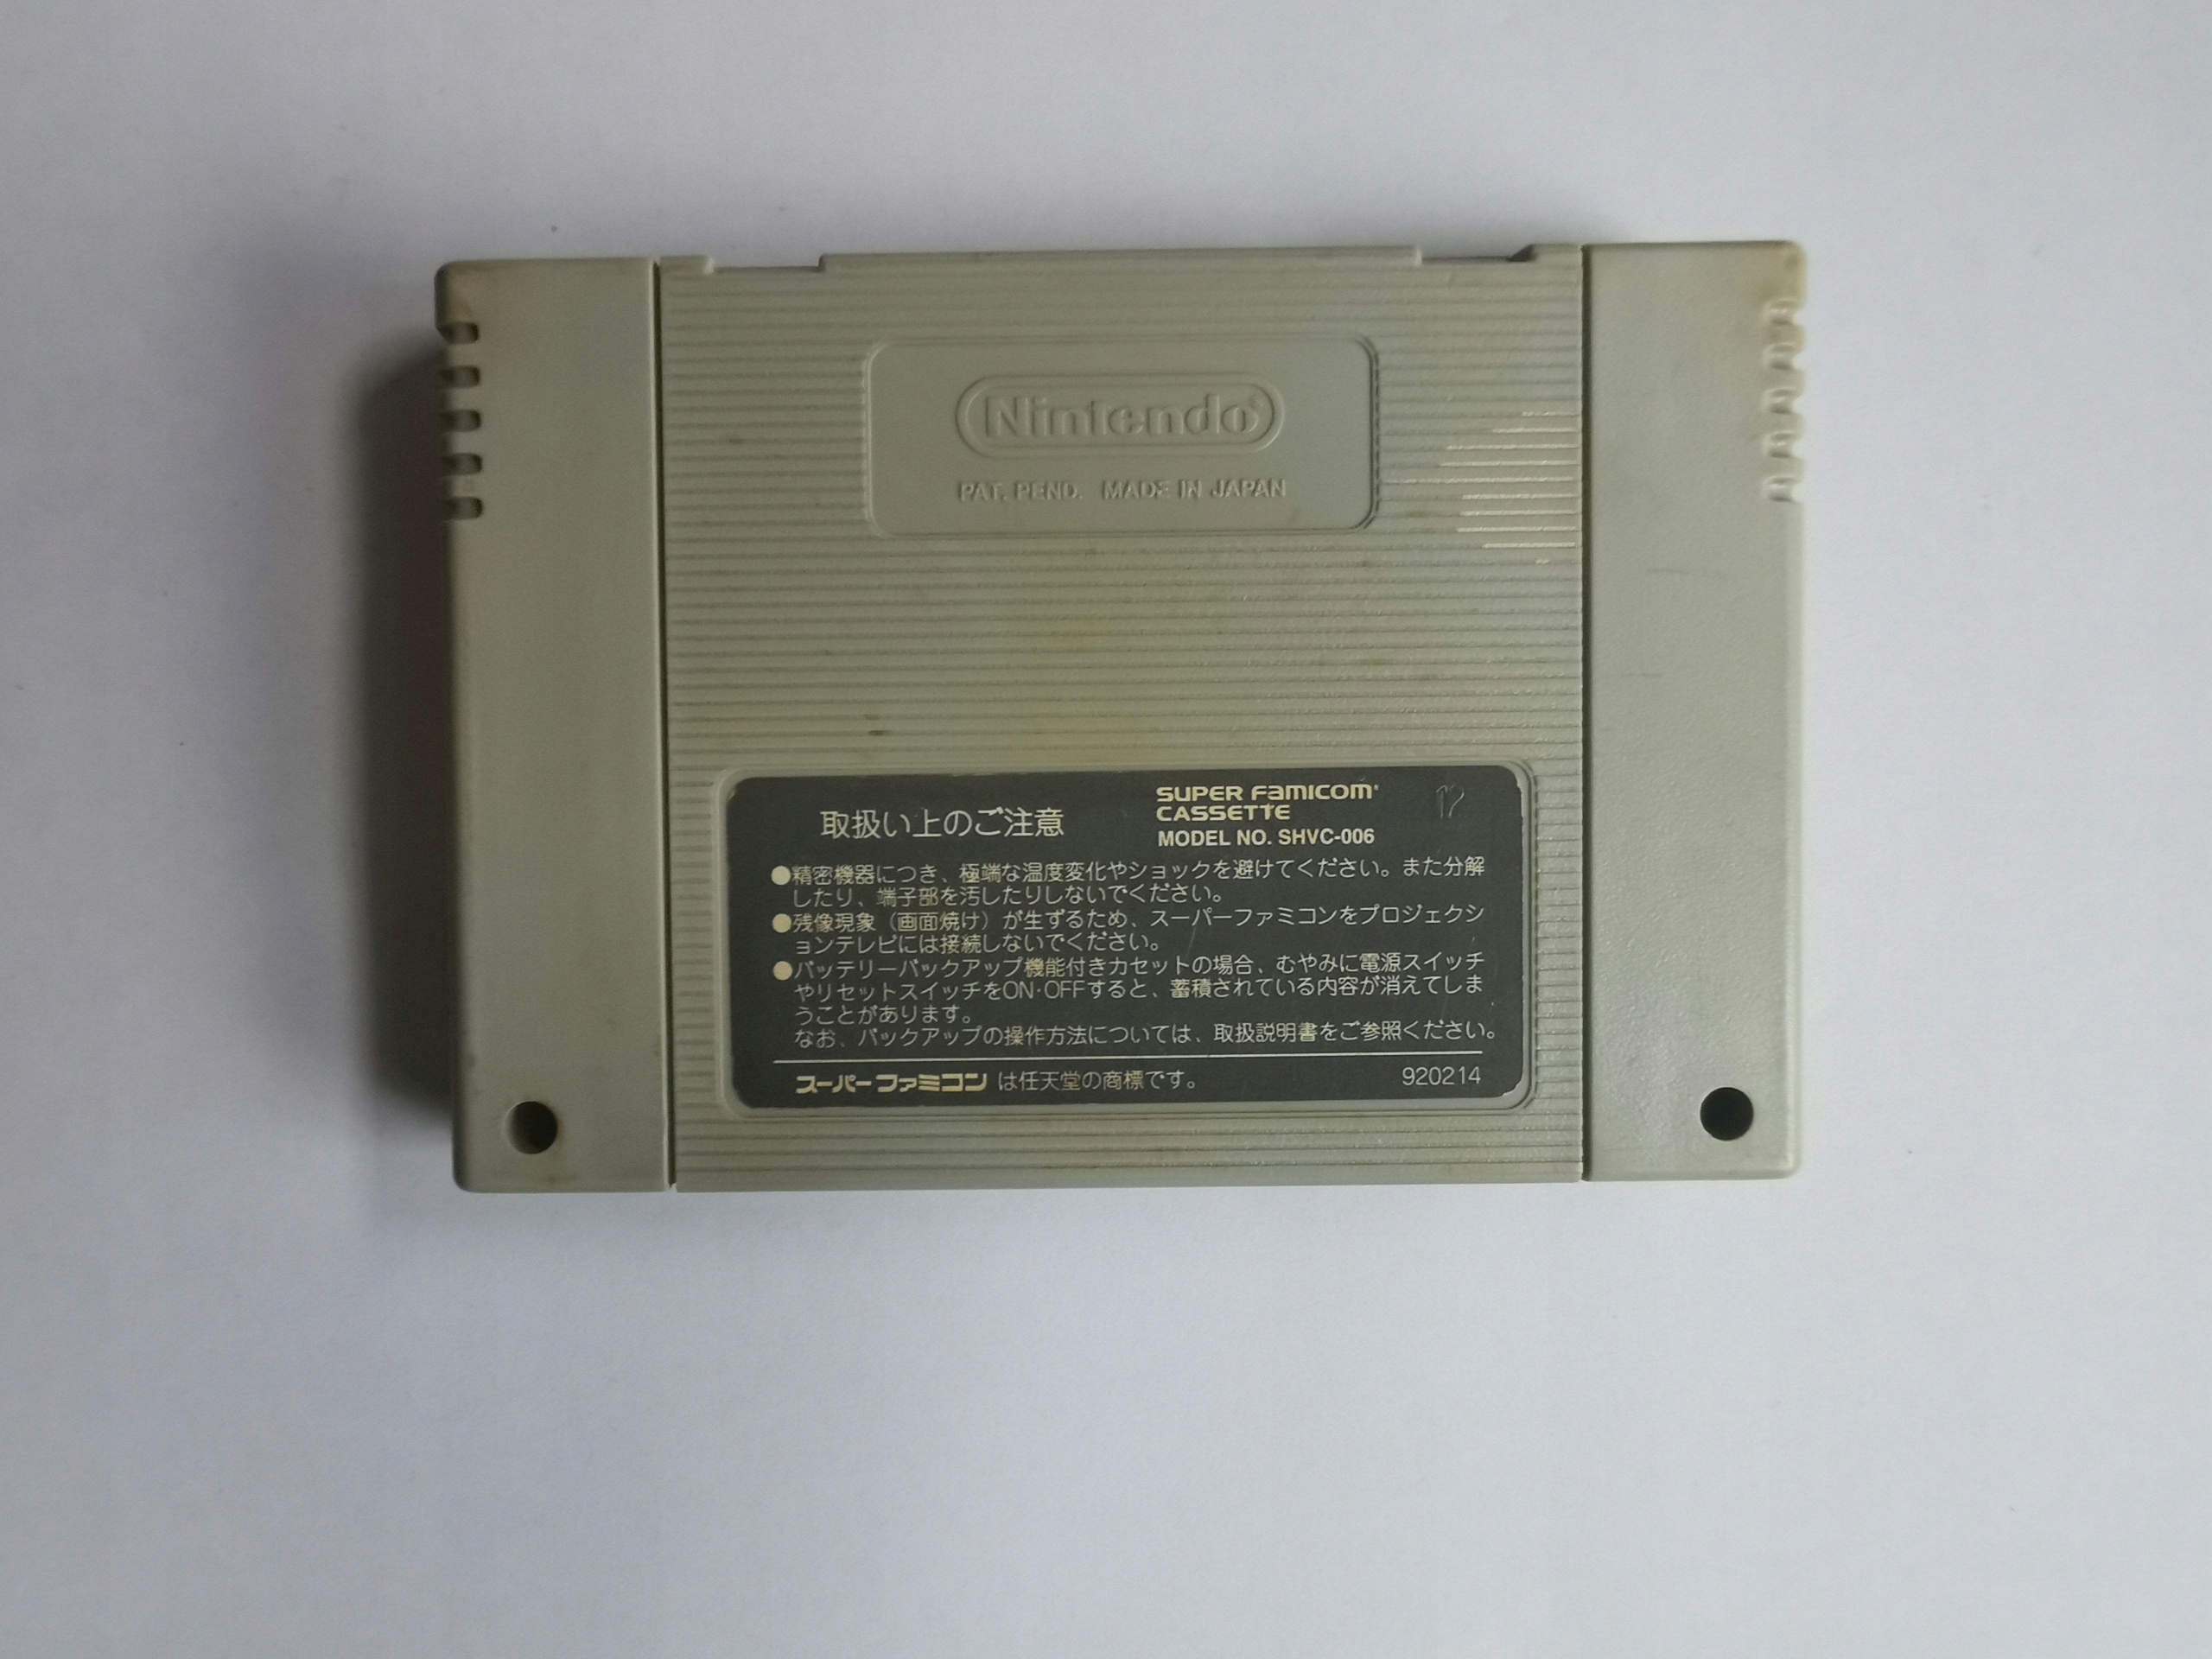 Nintendo®
PAT. PEND. MADE IN JAPAN
取扱い上のご注意
SUPER FAMICOM®
CASSETTE
MODEL NO. SHVC-006
12
●精密機器につき、極端な温度変化やショックを避けてください。また分解
したり、端子部を汚したりしないでください。
●残像現象（画面焼け）が生ずるため、スーパーファミコンをプロジェクシ
ョンテレビには接続しないでください。
●バッテリーバックアップ機能付きカセットの場合、むやみに電源スイッチ
やリセットスイッチをON・OFFすると、蓄積されている内容が消えてしま
うことがあります。
なお、バックアップの操作方法については、取扱説明書をご参照ください。
スーパーファミコン は任天堂の商標です。
920214